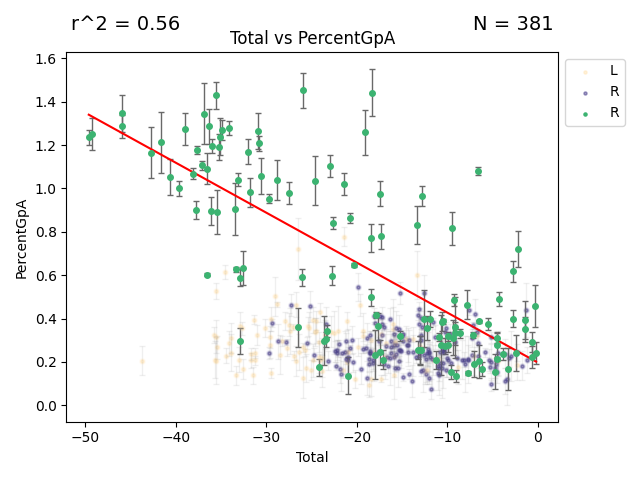 r^2 = 0.56 N = 381
Total vs PercentGpA
1.6
1.4
1.2
1.0
0.8
0.6
0.4
0.2
0.0
PercentGpA
−50 −40 −30 −20 −10 0
Total
L
R
R